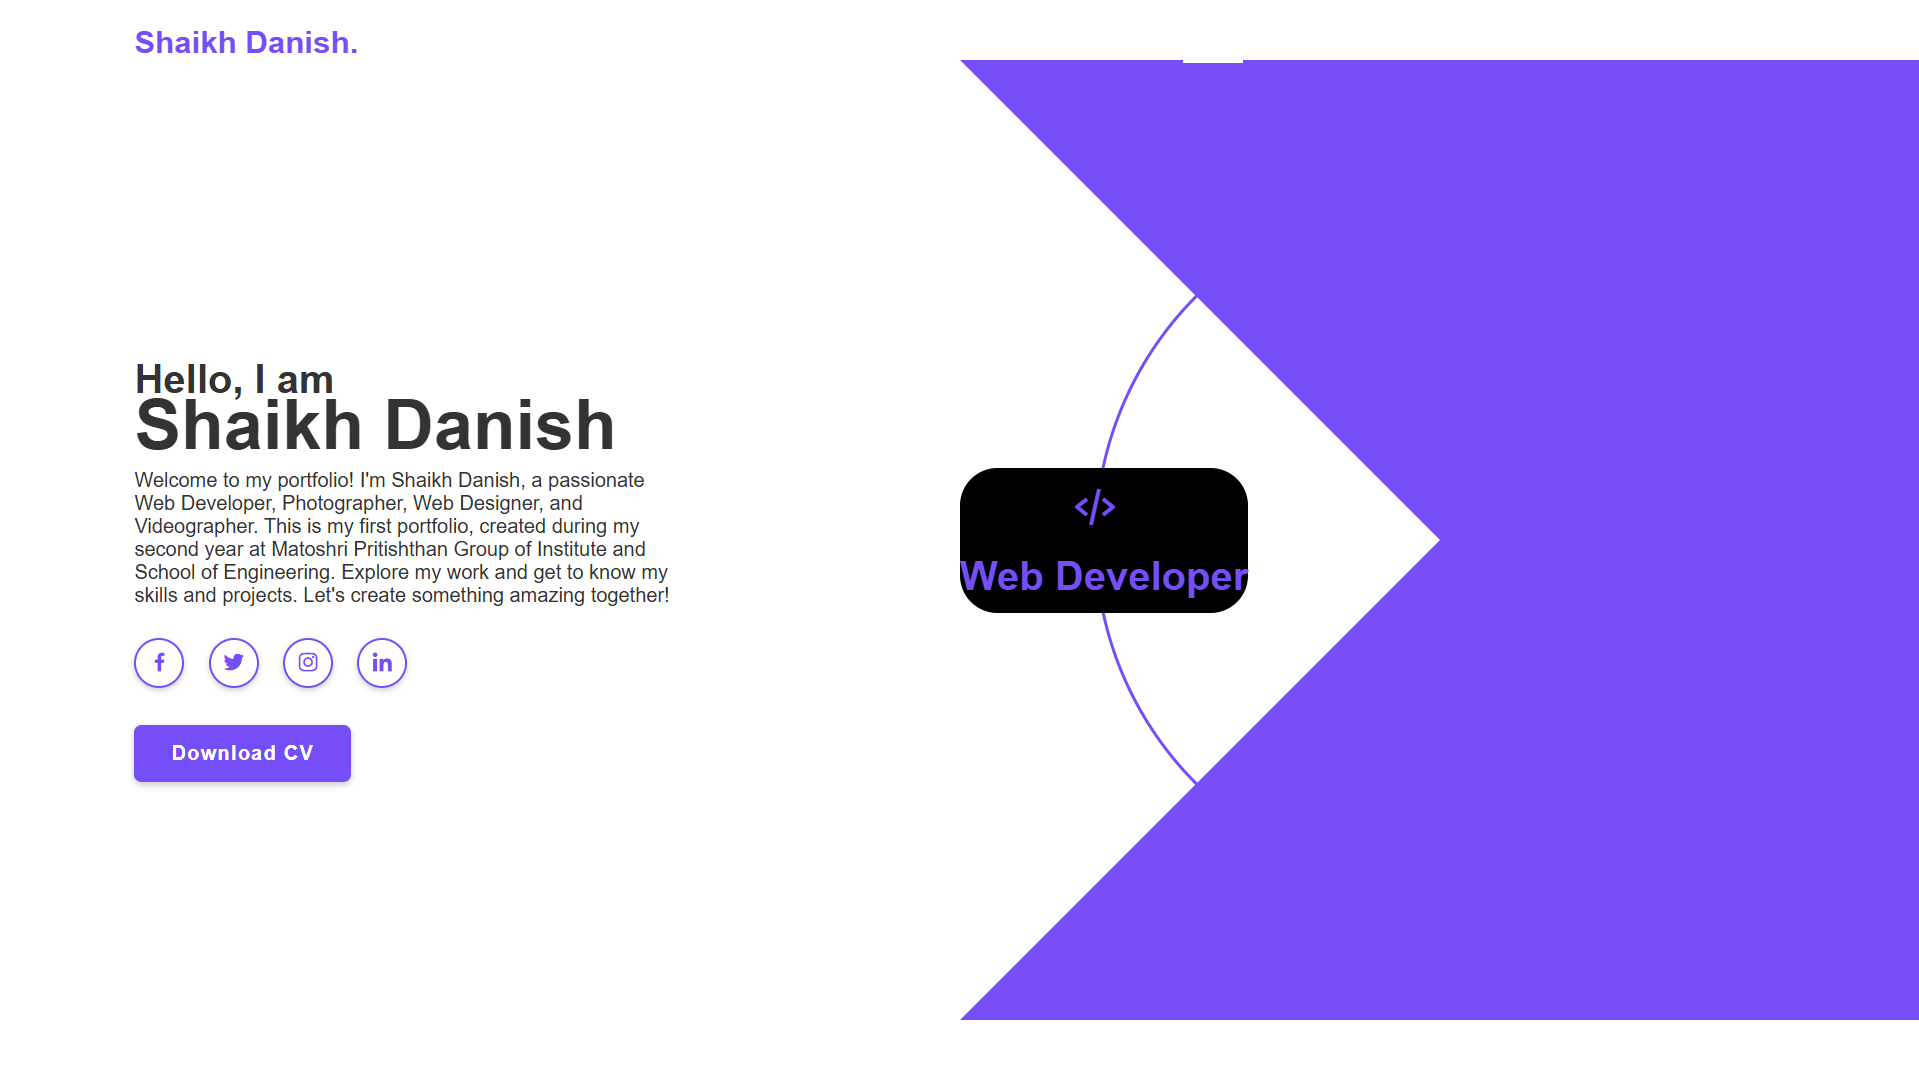 Shaikh Danish.
Hello, I am
Shaikh Danish
Welcome to my portfolio! I'm Shaikh Danish, a passionate
Web Developer, Photographer, Web Designer, and
Videographer. This is my first portfolio, created during my
second year at Matoshri Pritishthan Group of Institute and
School of Engineering. Explore my work and get to know my
skills and projects. Let's create something amazing together!
Download CV
Web Developer